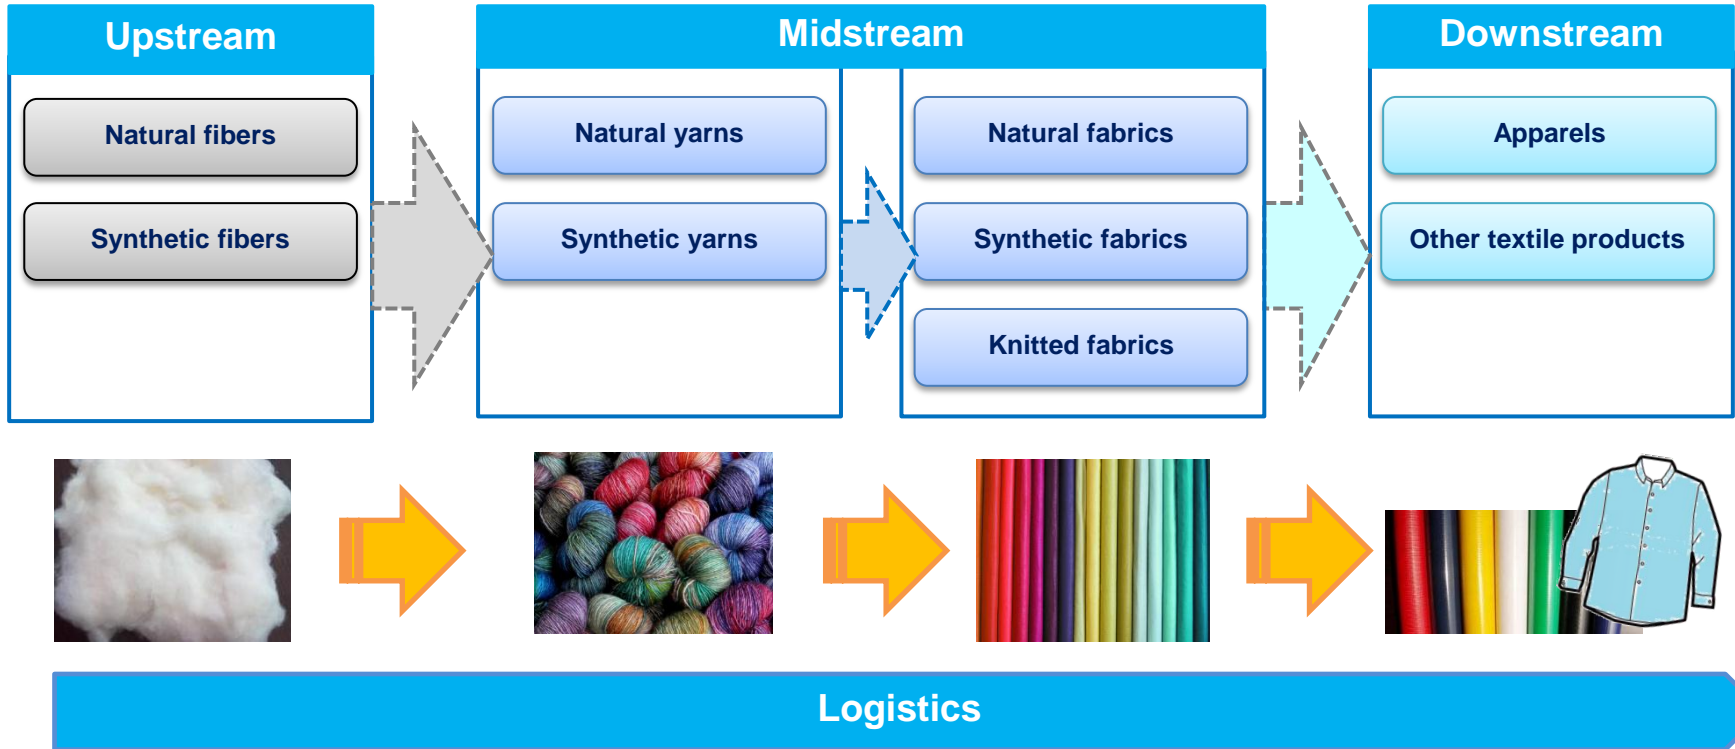 Upstream
Midstream
Downstream
Natural fibers
Natural yarns
Natural fabrics
Apparels
Synthetic fibers
Synthetic yarns
Synthetic fabrics
Other textile products
Knitted fabrics
Logistics